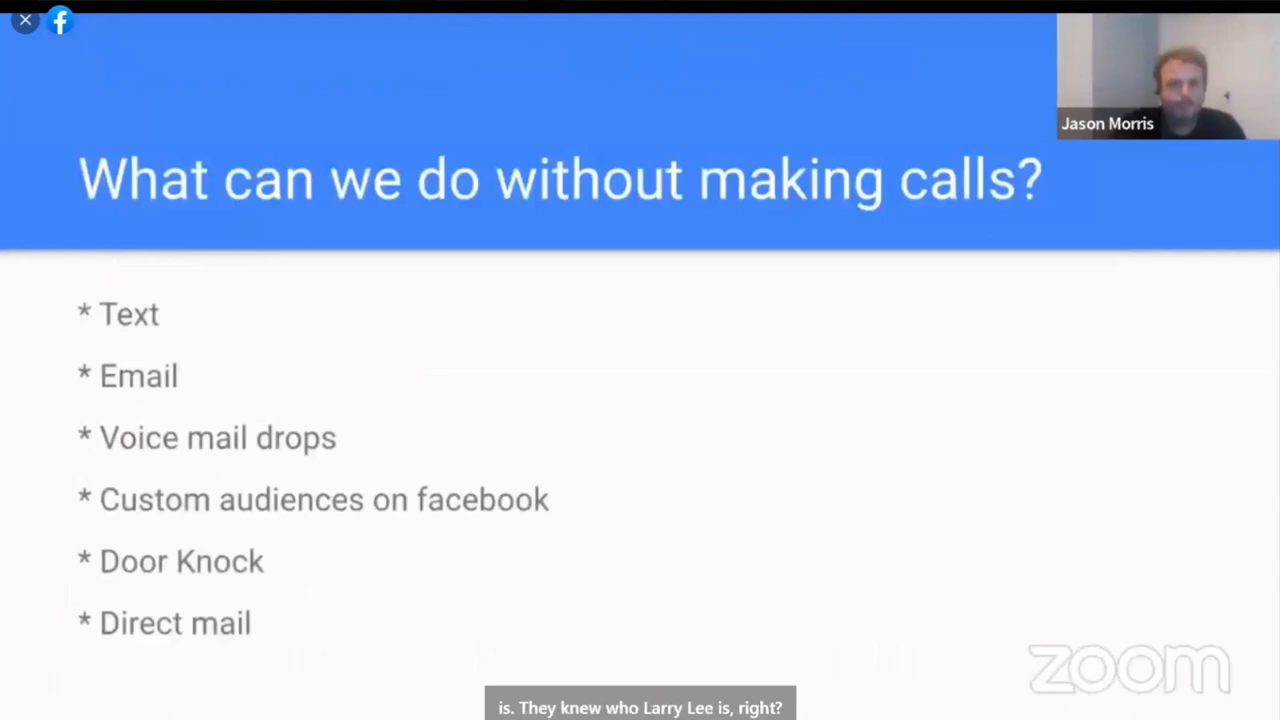 Jason Morris
What can we do without making calls?
* Text
* Email
* Voice mail drops
* Custom audiences on facebook
* Door Knock
* Direct mail
zoom
is. They knew who Larry Lee is, right?